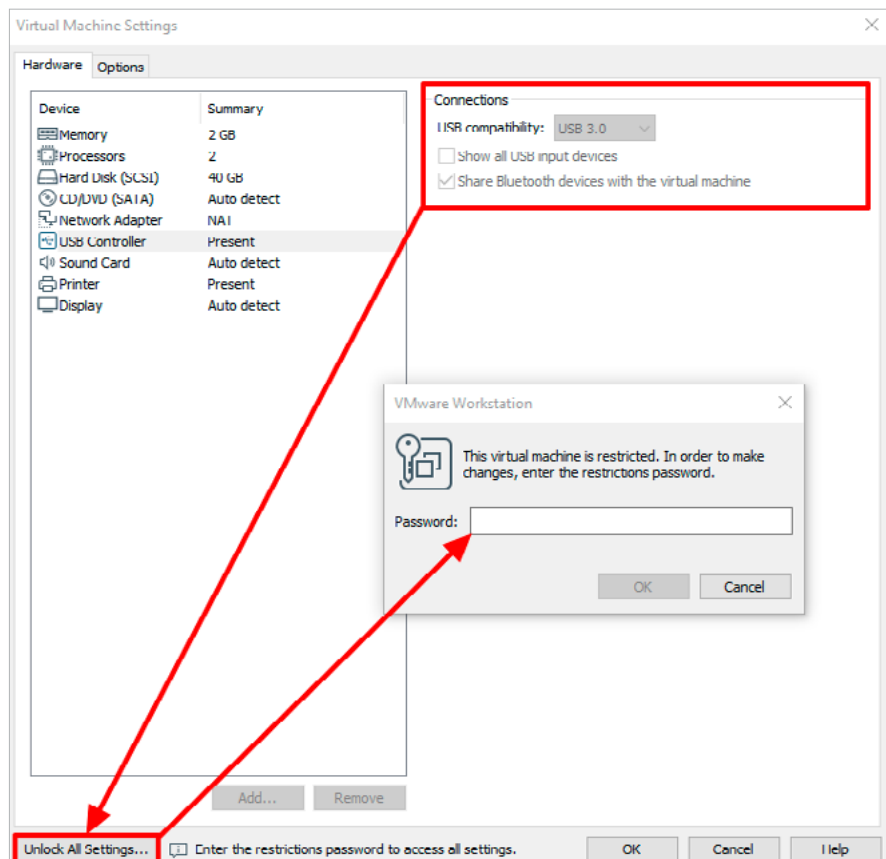 Virtual Machine Settings
Hardware Options
Device Summary
Memory 2 GB
Processors 2
Hard Disk (SCSI) 40 GB
CD/DVD (SATA) Auto detect
Network Adapter NAT
USB Controller Present
Sound Card Auto detect
Printer Present
Display Auto detect
Connections
USB compatibility: USB 3.0
Show all USB input devices
Share Bluetooth devices with the virtual machine
VMware Workstation
This virtual machine is restricted. In order to make
changes, enter the restrictions password.
Password:
OK Cancel
Add... Remove
Unlock All Settings... Enter the restrictions password to access all settings. OK Cancel Help